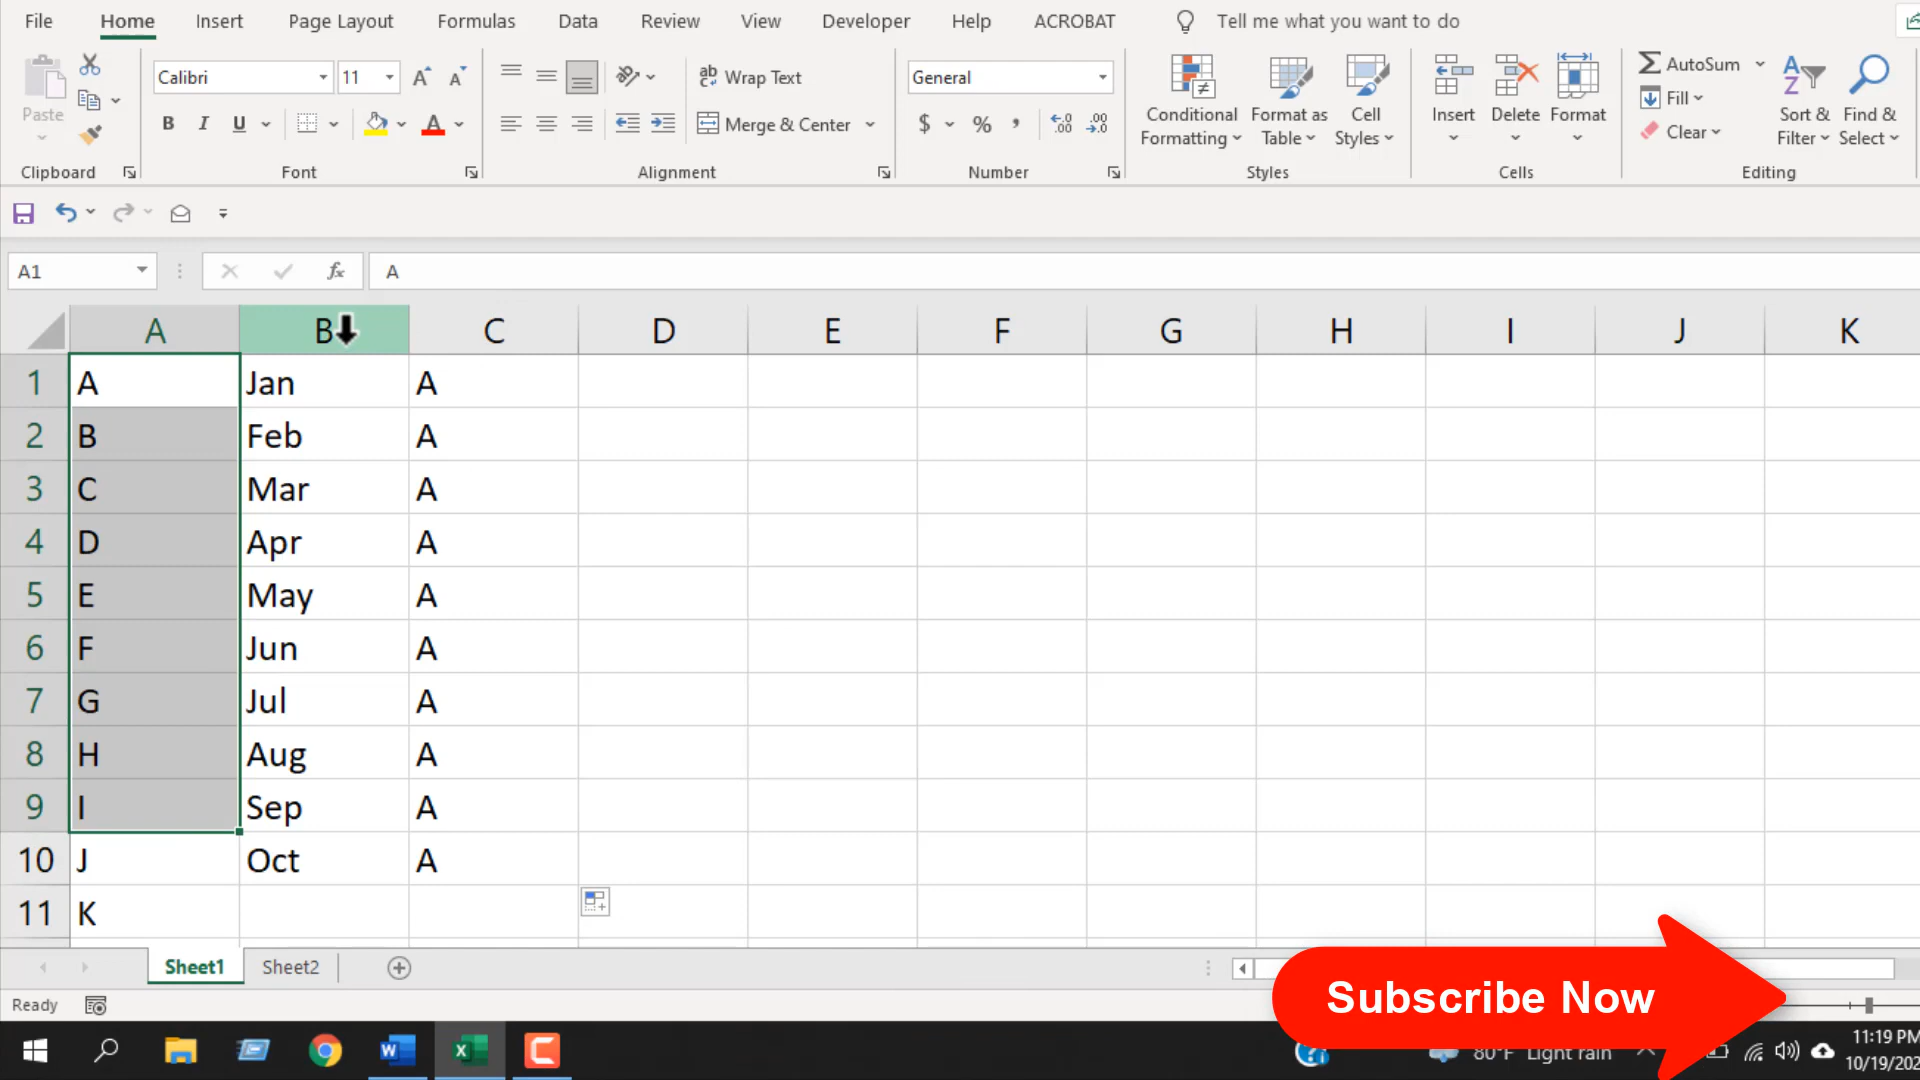 File Home Insert Page Layout Formulas Data Review View Developer Help ACROBAT Tell me what you want to do
Calibri 11 Wrap Text General AutoSum
Paste Fill
B I U Merge & Center $ % , Conditional Formatting Format as Table Cell Styles Insert Delete Format Clear Sort & Filter Find & Select
Clipboard Font Alignment Number Styles Cells Editing
A1 fx A
A B C D E F G H I J K
1 A Jan A
2 B Feb A
3 C Mar A
4 D Apr A
5 E May A
6 F Jun A
7 G Jul A
8 H Aug A
9 I Sep A
10 J Oct A
11 K
Sheet1 Sheet2
Ready
Subscribe Now
80°F Light rain
11:19 PM
10/19/202